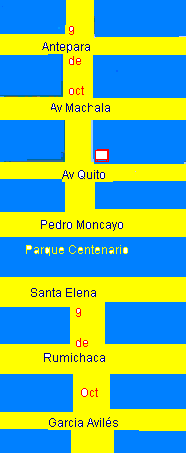 9
Antepara
de
oct
Av Machala
Av Quito
Pedro Moncayo
Parque Centenario
Santa Elena
9
de
Rumichaca
Oct
Garcia Avilés